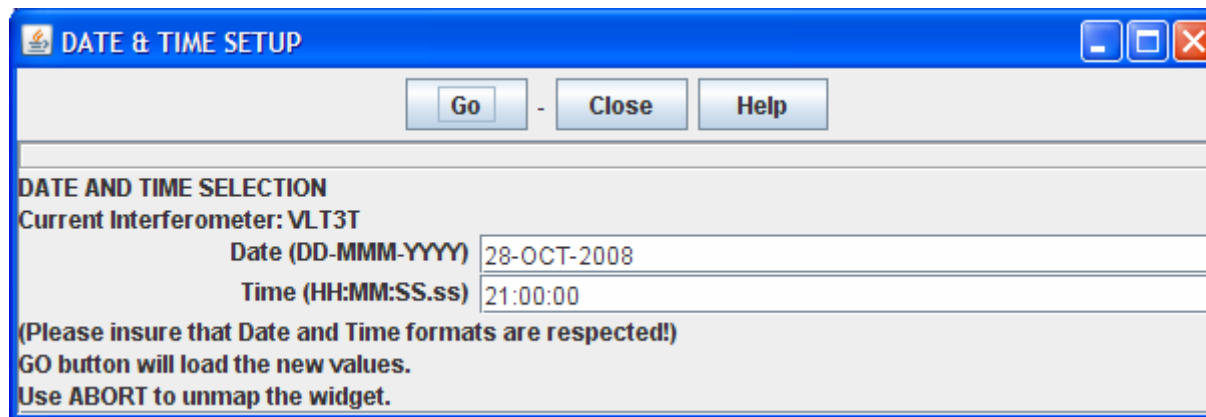 DATE & TIME SETUP
Go - Close Help
DATE AND TIME SELECTION
Current Interferometer: VLT3T
Date (DD-MMM-YYYY) 28-OCT-2008
Time (HH:MM:SS.ss) 21:00:00
(Please insure that Date and Time formats are respected!)
GO button will load the new values.
Use ABORT to unmap the widget.